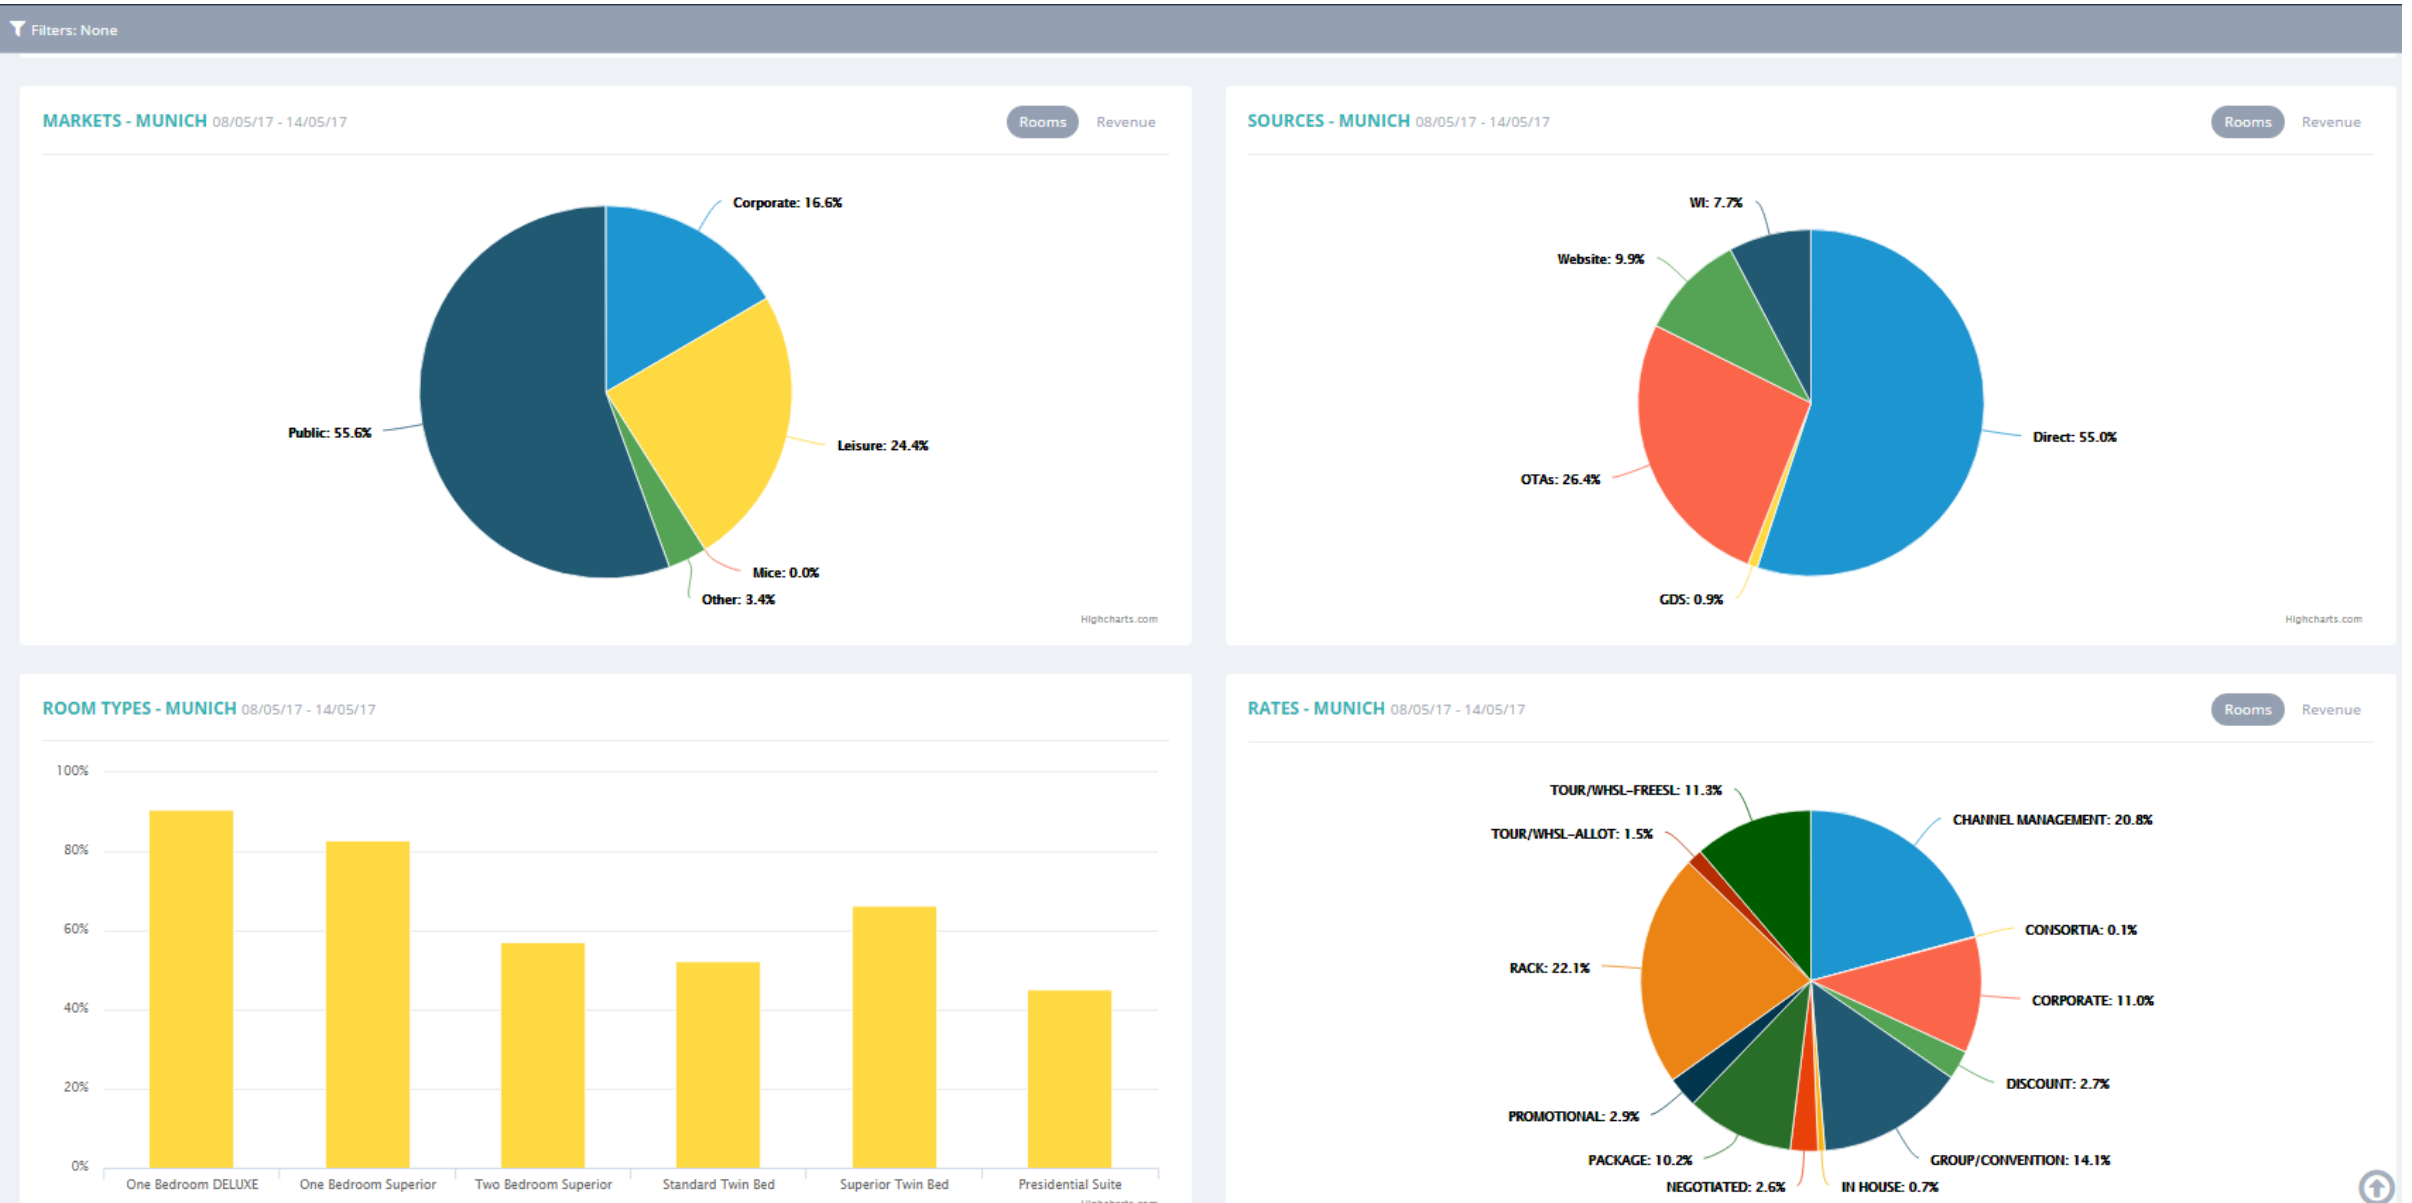 Filters: None
MARKETS - MUNICH 08/05/17 - 14/05/17
Rooms Revenue
Corporate: 16.6%
Public: 55.6%
Leisure: 24.4%
Mice: 0.0%
Other: 3.4%
Highcharts.com
SOURCES - MUNICH 08/05/17 - 14/05/17
Rooms Revenue
WI: 7.7%
Website: 9.9%
Direct: 55.0%
OTAs: 26.4%
GDS: 0.9%
Highcharts.com
ROOM TYPES - MUNICH 08/05/17 - 14/05/17
100%
80%
60%
40%
20%
0%
One Bedroom DELUXE One Bedroom Superior Two Bedroom Superior Standard Twin Bed Superior Twin Bed Presidential Suite
Highcharts.com
RATES - MUNICH 08/05/17 - 14/05/17
Rooms Revenue
TOUR/WHSL-FREESL: 11.3%
CHANNEL MANAGEMENT: 20.8%
TOUR/WHSL-ALLOT: 1.5%
CONSORTIA: 0.1%
RACK: 22.1%
CORPORATE: 11.0%
DISCOUNT: 2.7%
PROMOTIONAL: 2.9%
PACKAGE: 10.2%
GROUP/CONVENTION: 14.1%
NEGOTIATED: 2.6%
IN HOUSE: 0.7%